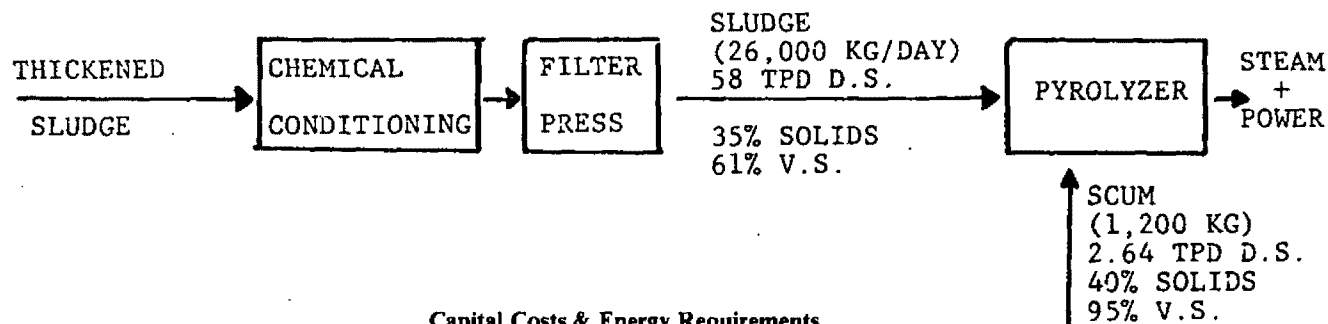 THICKENED
SLUDGE
CHEMICAL
CONDITIONING
FILTER
PRESS
SLUDGE
(26,000 KG/DAY)
58 TPD D.S.
35% SOLIDS
61% V.S.
PYROLYZER
STEAM
+
POWER
SCUM
(1,200 KG)
2.64 TPD D.S.
40% SOLIDS
95% V.S.
Capital Costs & Energy Requirements